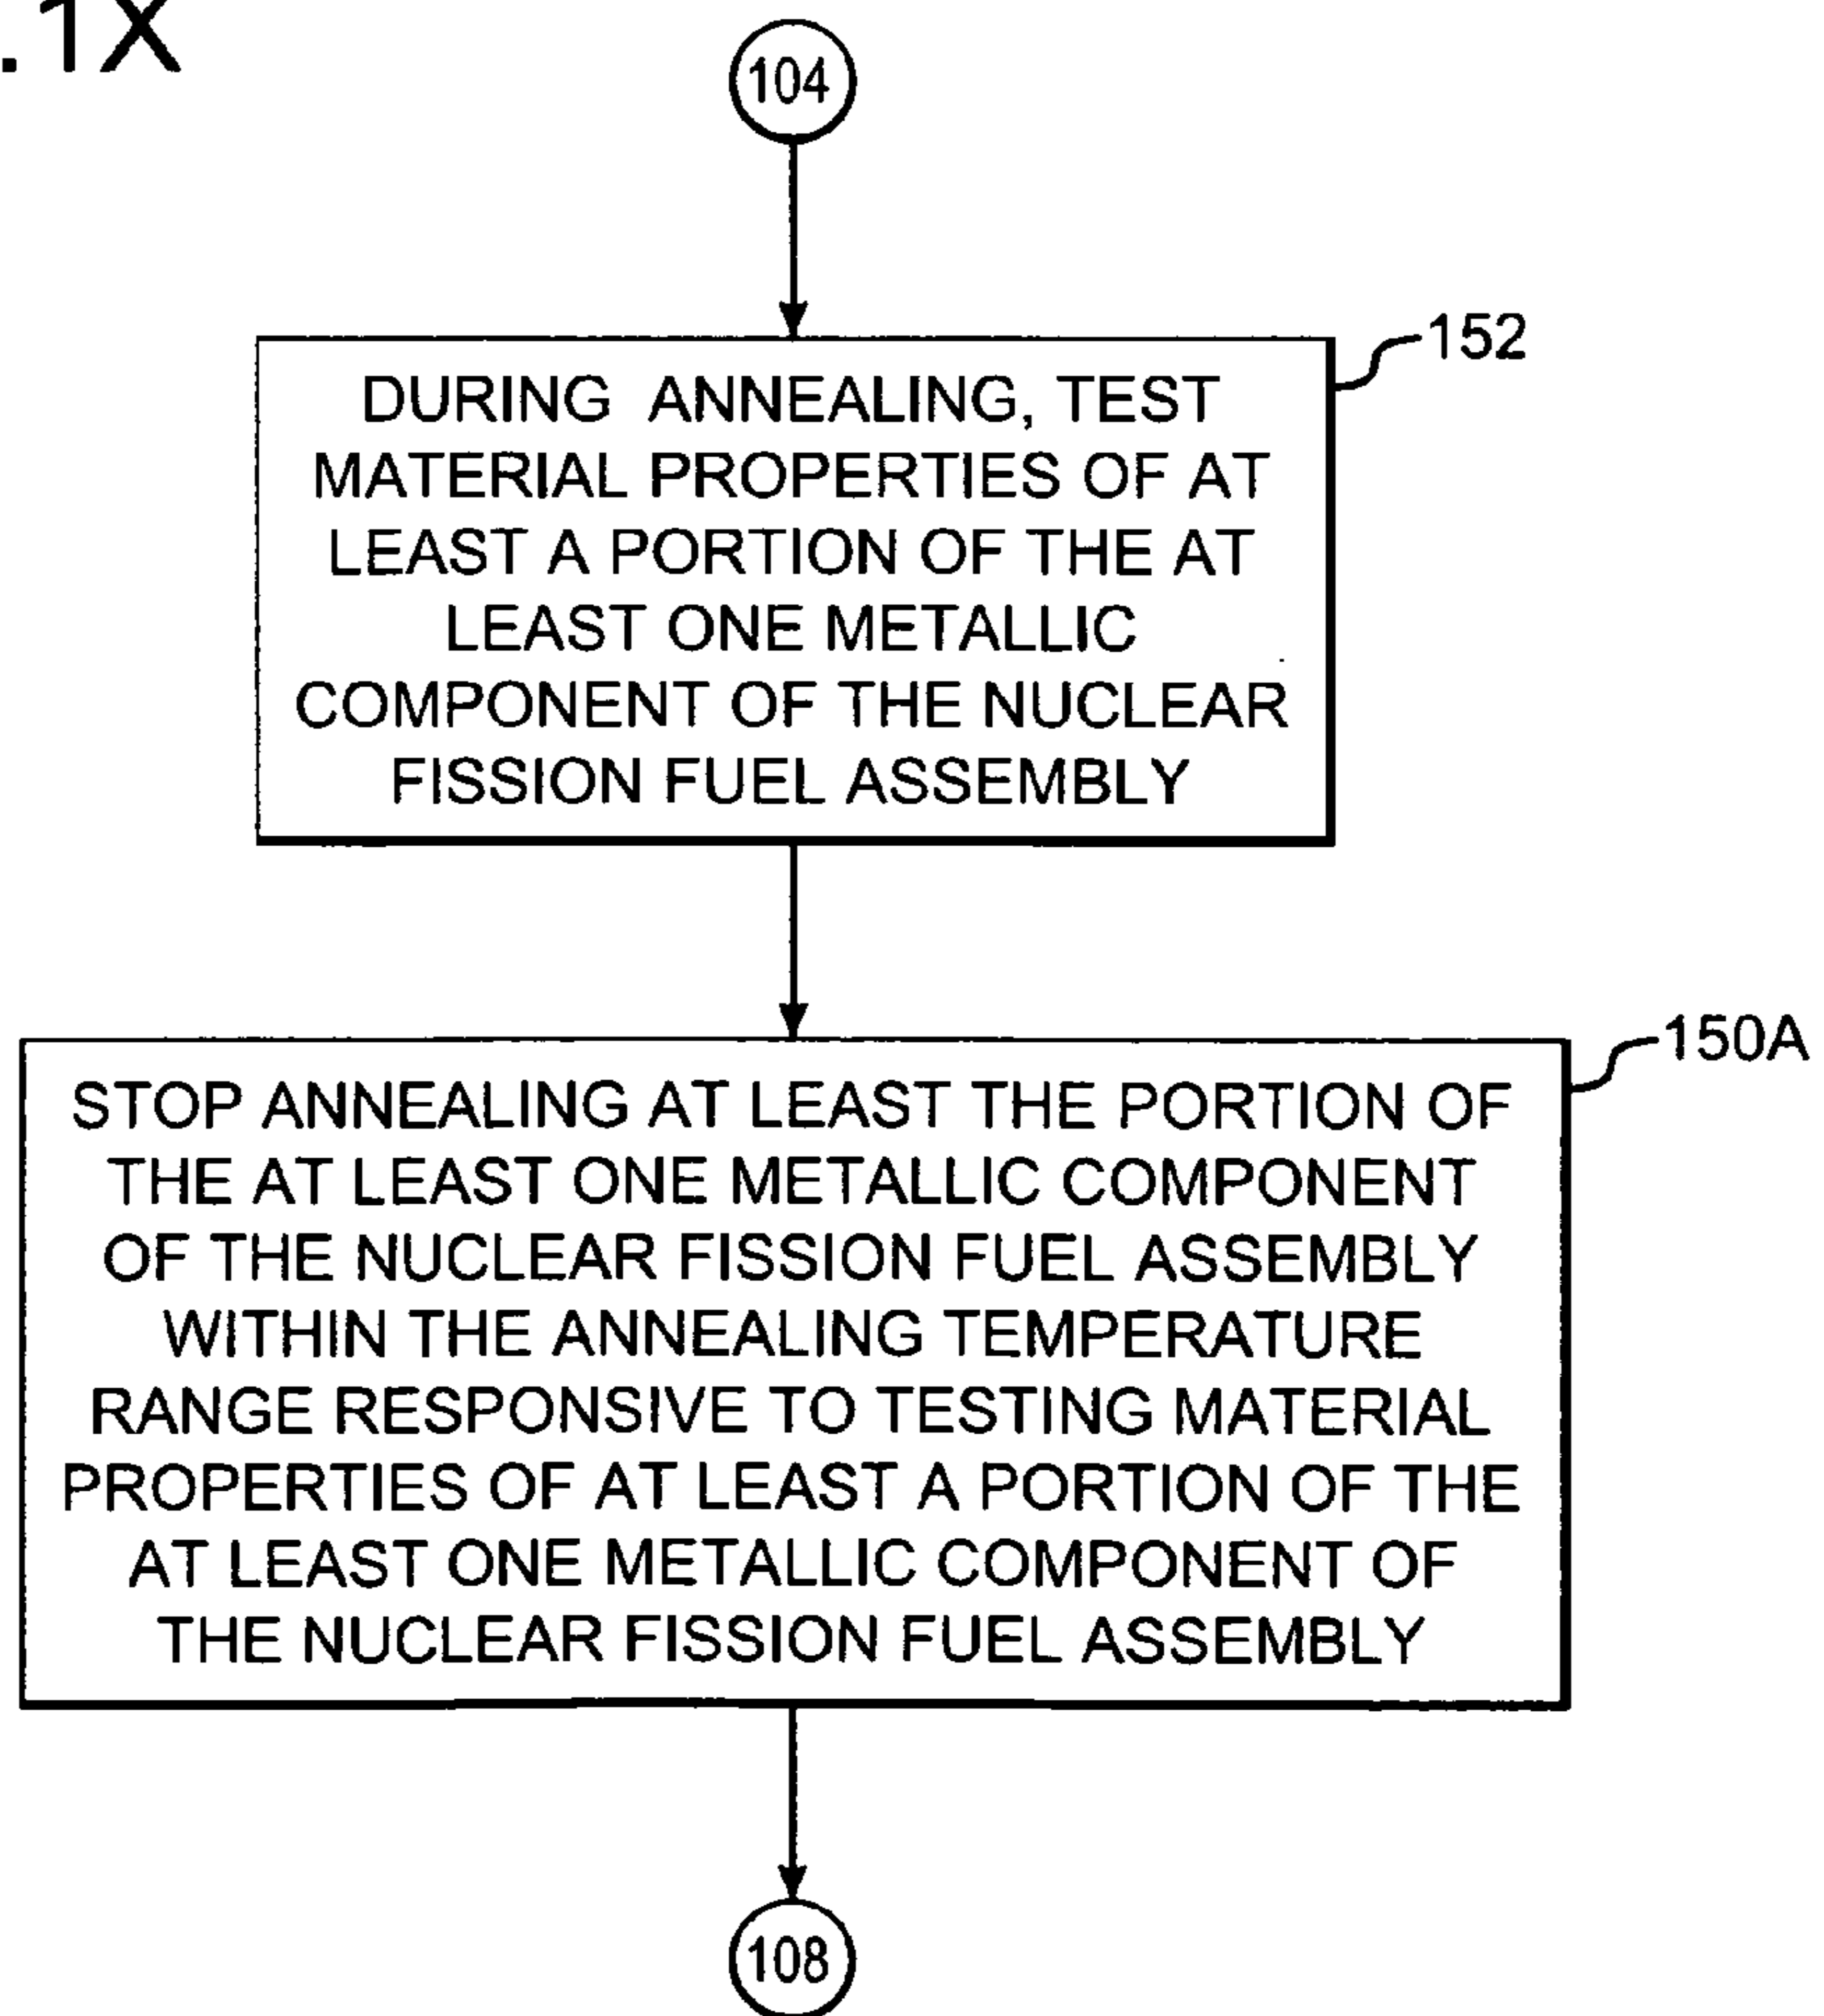 .1X
104
152
DURING ANNEALING, TEST
MATERIAL PROPERTIES OF AT
LEAST A PORTION OF THE AT
LEAST ONE METALLIC
COMPONENT OF THE NUCLEAR
FISSION FUEL ASSEMBLY
150A
STOP ANNEALING AT LEAST THE PORTION OF
THE AT LEAST ONE METALLIC COMPONENT
OF THE NUCLEAR FISSION FUEL ASSEMBLY
WITHIN THE ANNEALING TEMPERATURE
RANGE RESPONSIVE TO TESTING MATERIAL
PROPERTIES OF AT LEAST A PORTION OF THE
AT LEAST ONE METALLIC COMPONENT OF
THE NUCLEAR FISSION FUEL ASSEMBLY
108